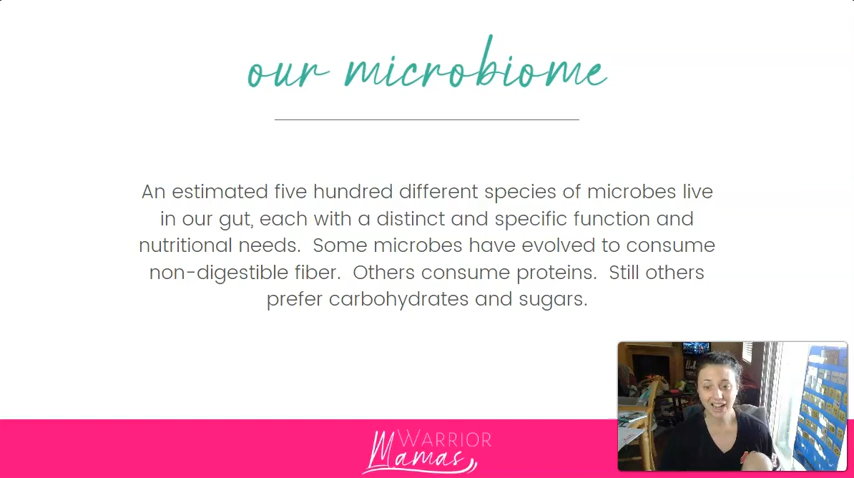 our microbiome
An estimated five hundred different species of microbes live
in our gut, each with a distinct and specific function and
nutritional needs.  Some microbes have evolved to consume
non-digestible fiber.  Others consume proteins.  Still others
prefer carbohydrates and sugars.
WARRIOR
Mamas